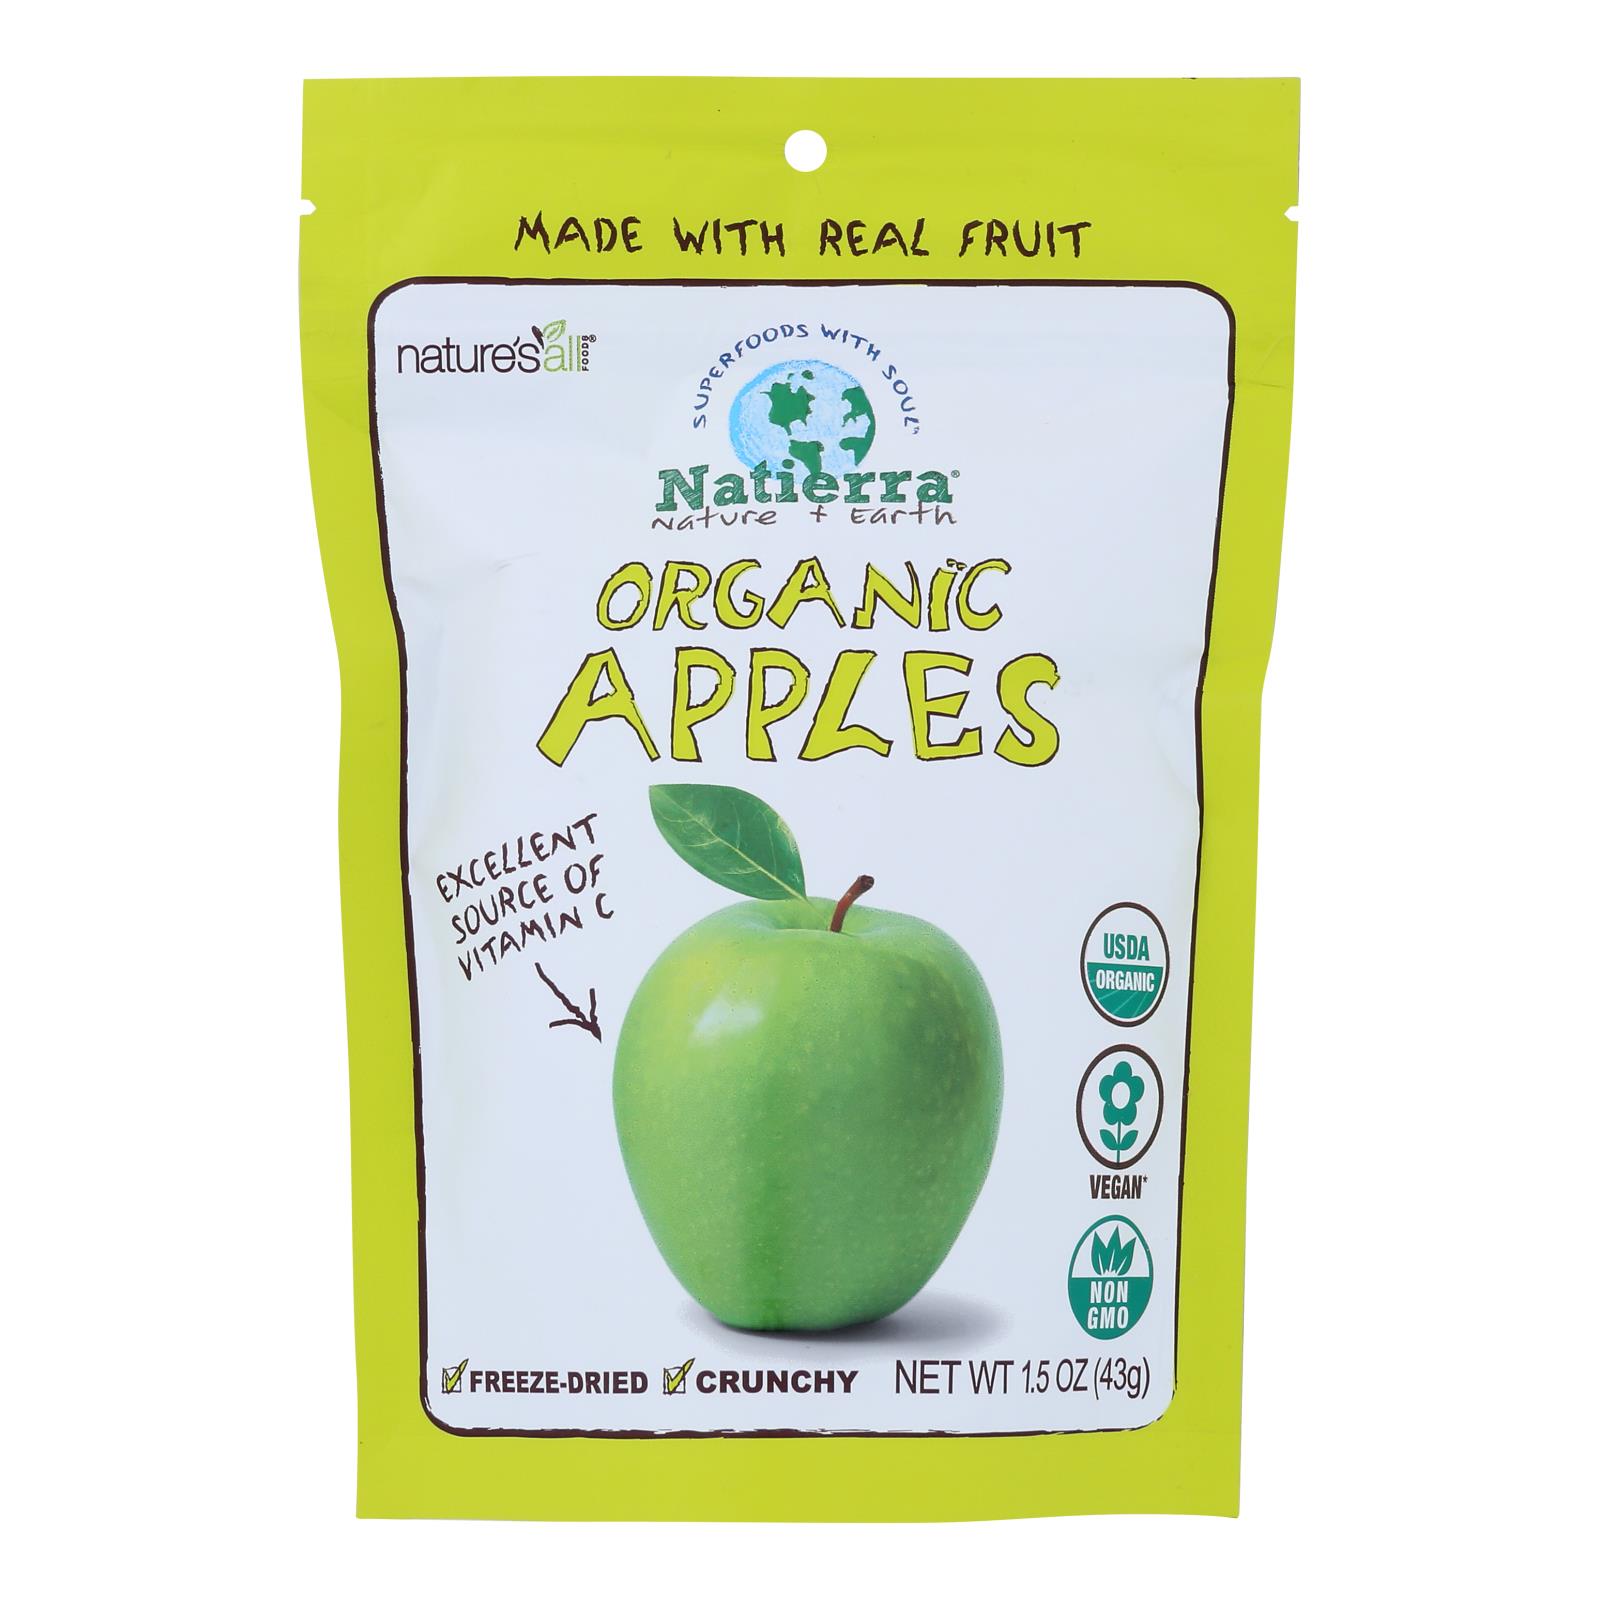 MADE WITH REAL FRUIT
nature's all FOODS®
SUPERFOODS WITH SOUL™
Natierra®
Nature + Earth
ORGANIC
APPLES
EXCELLENT
SOURCE OF
VITAMIN C
USDA
ORGANIC
VEGAN*
NON
GMO
FREEZE-DRIED CRUNCHY NET WT 1.5 OZ (43g)